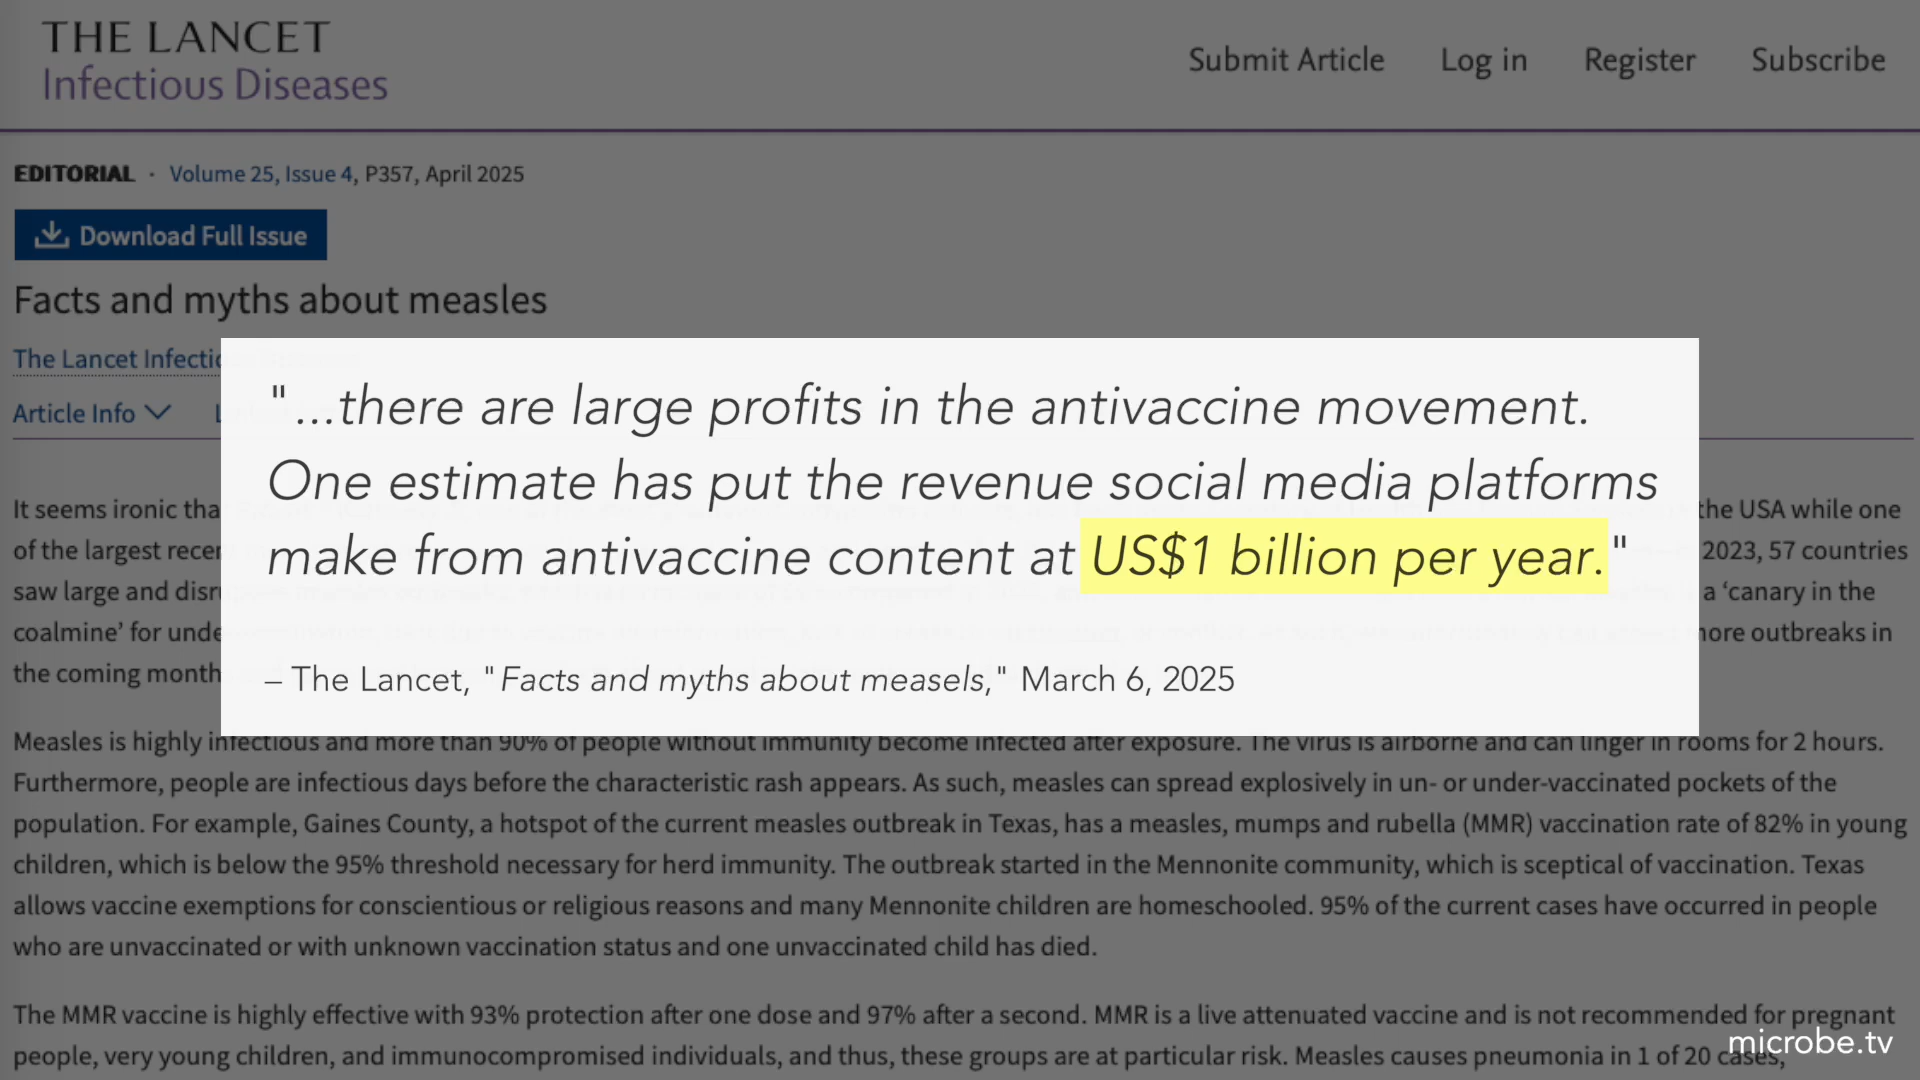 THE LANCET
Infectious Diseases
Submit Article Log in Register Subscribe
EDITORIAL · Volume 25, Issue 4, P357, April 2025
Download Full Issue
Facts and myths about measles
The Lancet Infectio
Article Info
"...there are large profits in the antivaccine movement.
One estimate has put the revenue social media platforms
make from antivaccine content at US$1 billion per year."
– The Lancet, "Facts and myths about measels," March 6, 2025
It seems ironic tha the USA while one
of the largest recen 2023, 57 countries
saw large and disr a ‘canary in the
coalmine’ for unde more outbreaks in
the coming month
Measles is highly infectious and more than 90% of people without immunity become infected after exposure. The virus is airborne and can linger in rooms for 2 hours.
Furthermore, people are infectious days before the characteristic rash appears. As such, measles can spread explosively in un- or under-vaccinated pockets of the
population. For example, Gaines County, a hotspot of the current measles outbreak in Texas, has a measles, mumps and rubella (MMR) vaccination rate of 82% in young
children, which is below the 95% threshold necessary for herd immunity. The outbreak started in the Mennonite community, which is sceptical of vaccination. Texas
allows vaccine exemptions for conscientious or religious reasons and many Mennonite children are homeschooled. 95% of the current cases have occurred in people
who are unvaccinated or with unknown vaccination status and one unvaccinated child has died.
The MMR vaccine is highly effective with 93% protection after one dose and 97% after a second. MMR is a live attenuated vaccine and is not recommended for pregnant
people, very young children, and immunocompromised individuals, and thus, these groups are at particular risk. Measles causes pneumonia in 1 of 20 cases,
microbe.tv